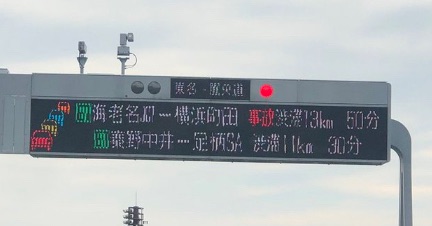 東名・圏央道
海老名JCT…横浜町田 事故渋滞13km 50分
秦野中井…足柄SA 渋滞11km 30分